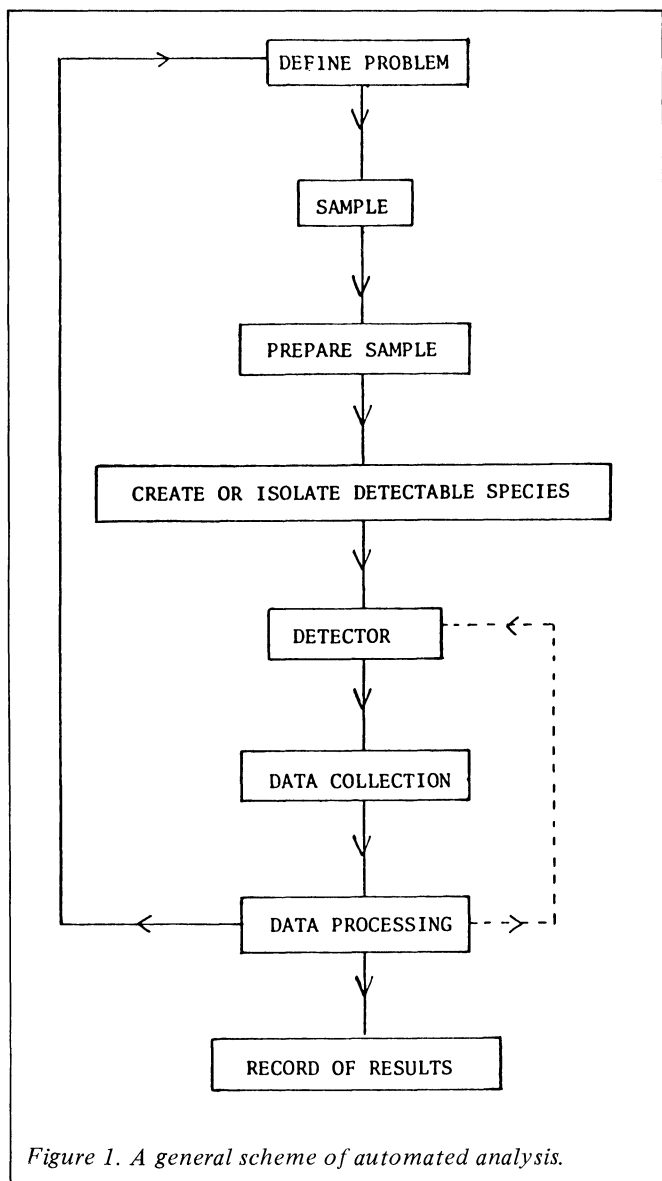 DEFINE PROBLEM
SAMPLE
PREPARE SAMPLE
CREATE OR ISOLATE DETECTABLE SPECIES
DETECTOR
DATA COLLECTION
DATA PROCESSING
RECORD OF RESULTS
Figure 1. A general scheme of automated analysis.